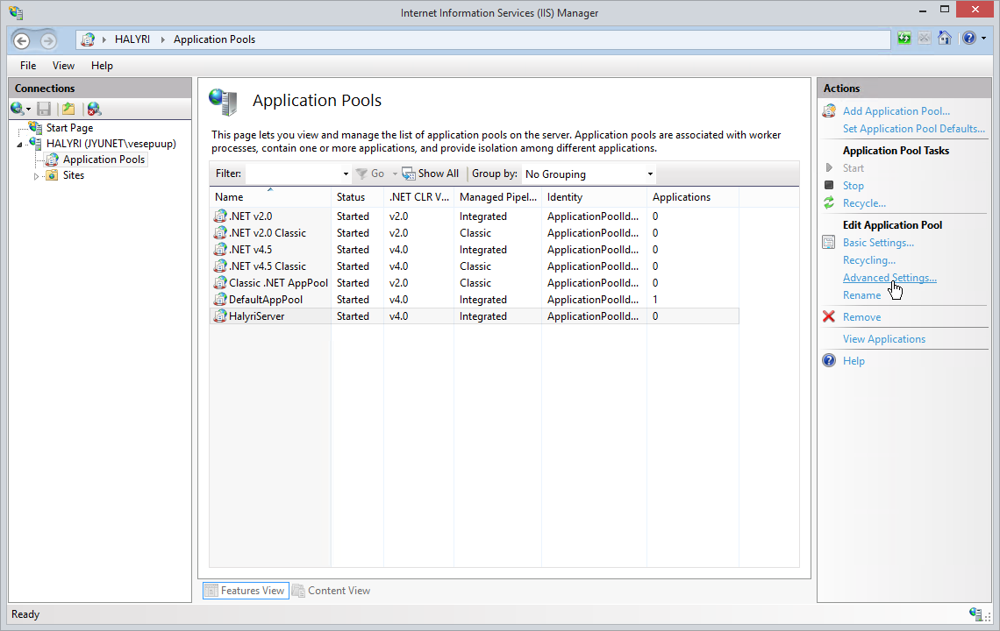 Internet Information Services (IIS) Manager
HALYRI Application Pools
File View Help
Connections
Start Page
HALYRI (JYUNET\vesepuup)
Application Pools
Sites
Application Pools
This page lets you view and manage the list of application pools on the server. Application pools are associated with worker
processes, contain one or more applications, and provide isolation among different applications.
Filter: Go Show All Group by: No Grouping
Name Status .NET CLR V... Managed Pipel... Identity Applications
.NET v2.0 Started v2.0 Integrated ApplicationPoolId... 0
.NET v2.0 Classic Started v2.0 Classic ApplicationPoolId... 0
.NET v4.5 Started v4.0 Integrated ApplicationPoolId... 0
.NET v4.5 Classic Started v4.0 Classic ApplicationPoolId... 0
Classic .NET AppPool Started v2.0 Classic ApplicationPoolId... 0
DefaultAppPool Started v4.0 Integrated ApplicationPoolId... 1
HalyriServer Started v4.0 Integrated ApplicationPoolId... 0
Features View Content View
Actions
Add Application Pool...
Set Application Pool Defaults...
Application Pool Tasks
Start
Stop
Recycle...
Edit Application Pool
Basic Settings...
Recycling...
Advanced Settings...
Rename
Remove
View Applications
Help
Ready